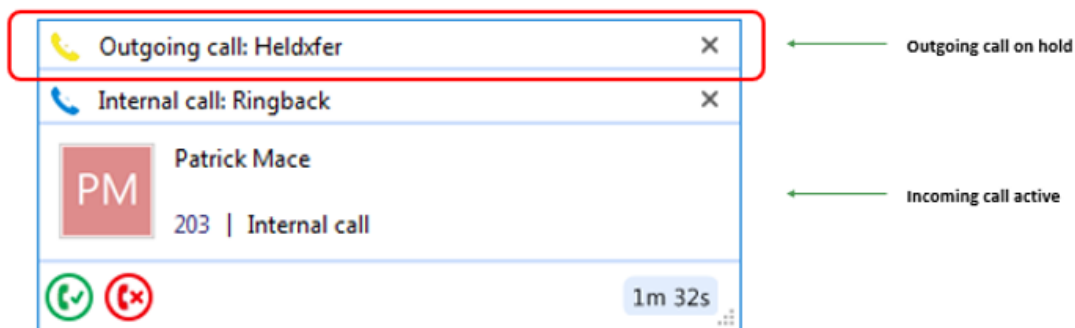 Outgoing call: Heldxfer
Outgoing call on hold
Internal call: Ringback
PM
Patrick Mace
203 | Internal call
Incoming call active
1m 32s